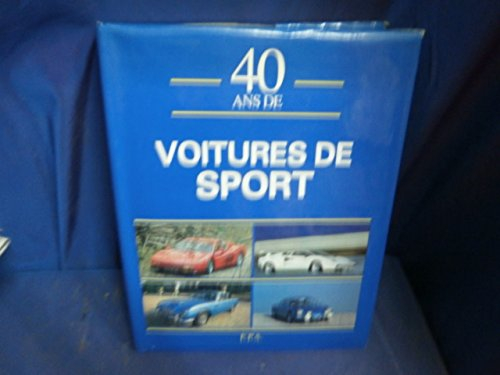 40
ANS DE
VOITURES DE
SPORT